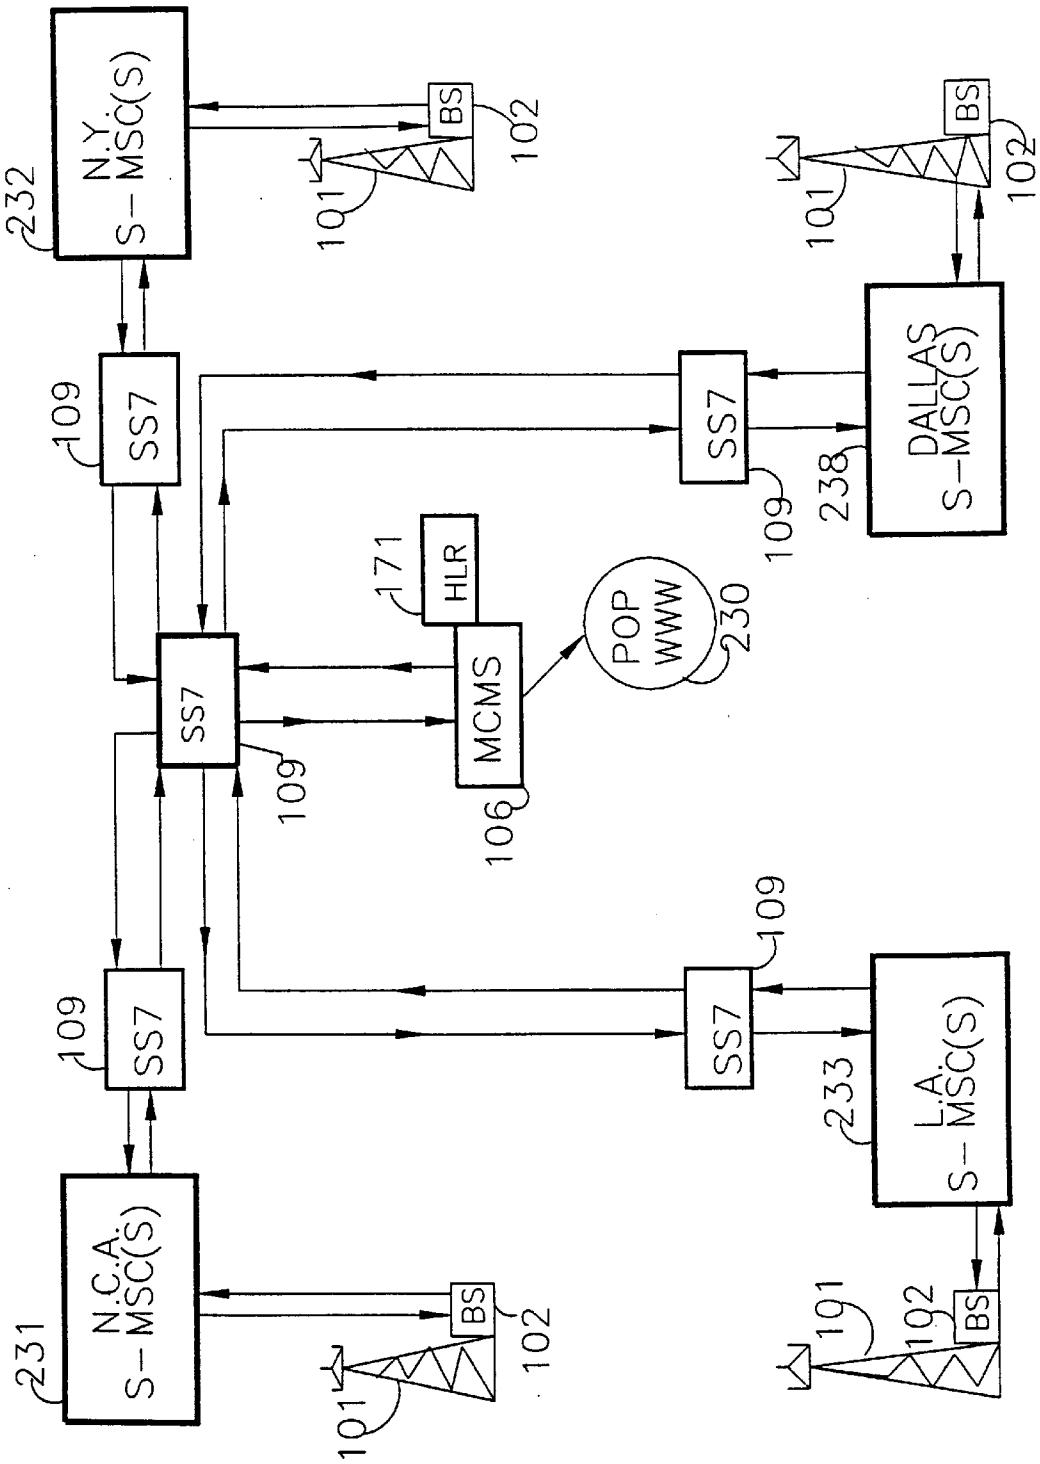 232
N.Y.
S-MSC(S)
BS
102
101
109
SS7
BS
102
101
DALLAS
S-MSC(S)
238
SS7
109
171
HLR
MCMS
106
POP
WWW
230
SS7
109
109
SS7
231
N.C.A.
S-MSC(S)
BS
102
101
SS7
109
233
L.A.
S-MSC(S)
101
102
BS